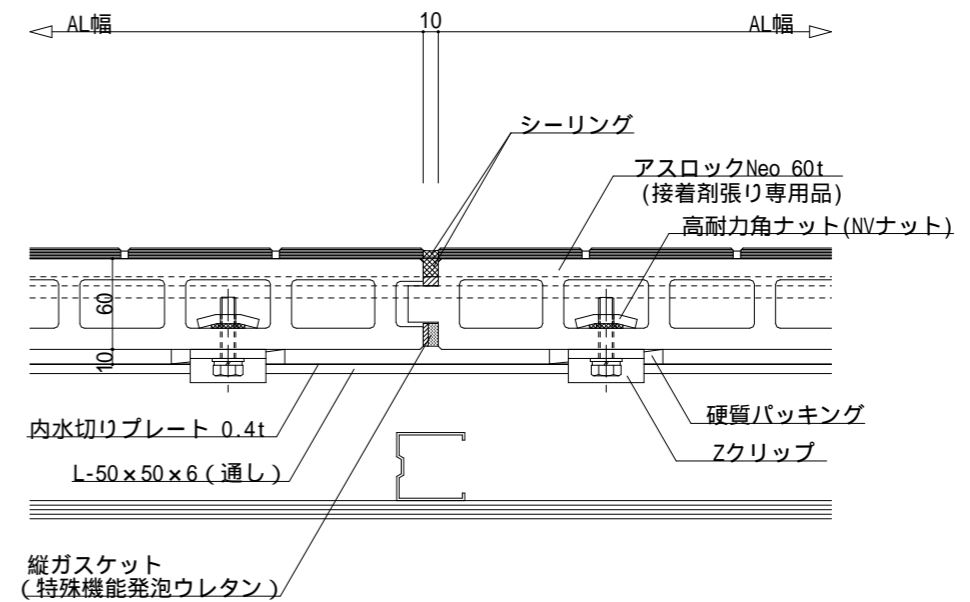 AL幅
10
AL幅
シーリング
アスロックNeo 60t
(接着剤張り専用品)
高耐力角ナット(NVナット)
60
10
硬質パッキング
内水切りプレート 0.4t
Zクリップ
L-50×50×6(通し)
縦ガスケット
(特殊機能発泡ウレタン)